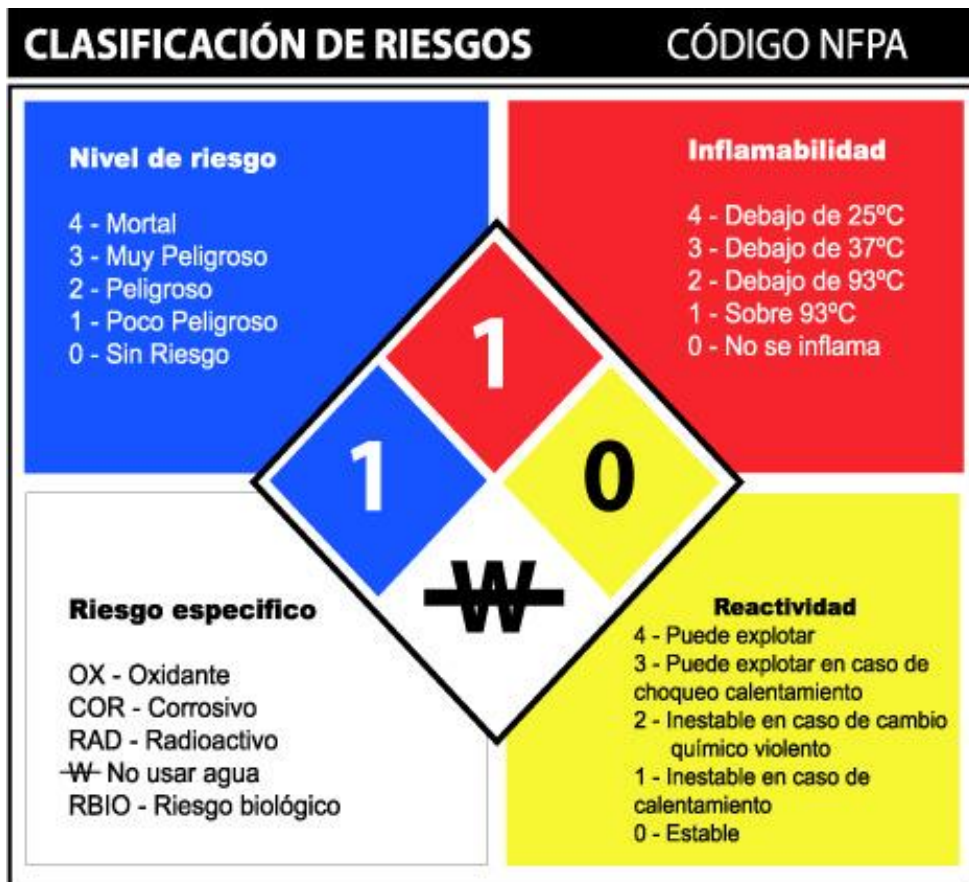 CLASIFICACIÓN DE RIESGOS CÓDIGO NFPA
Nivel de riesgo
4 - Mortal
3 - Muy Peligroso
2 - Peligroso
1 - Poco Peligroso
0 - Sin Riesgo
Inflamabilidad
4 - Debajo de 25ºC
3 - Debajo de 37ºC
2 - Debajo de 93ºC
1 - Sobre 93ºC
0 - No se inflama
1
1
0
W
Riesgo especifico
OX - Oxidante
COR - Corrosivo
RAD - Radioactivo
W No usar agua
RBIO - Riesgo biológico
Reactividad
4 - Puede explotar
3 - Puede explotar en caso de
choqueo calentamiento
2 - Inestable en caso de cambio
químico violento
1 - Inestable en caso de
calentamiento
0 - Estable